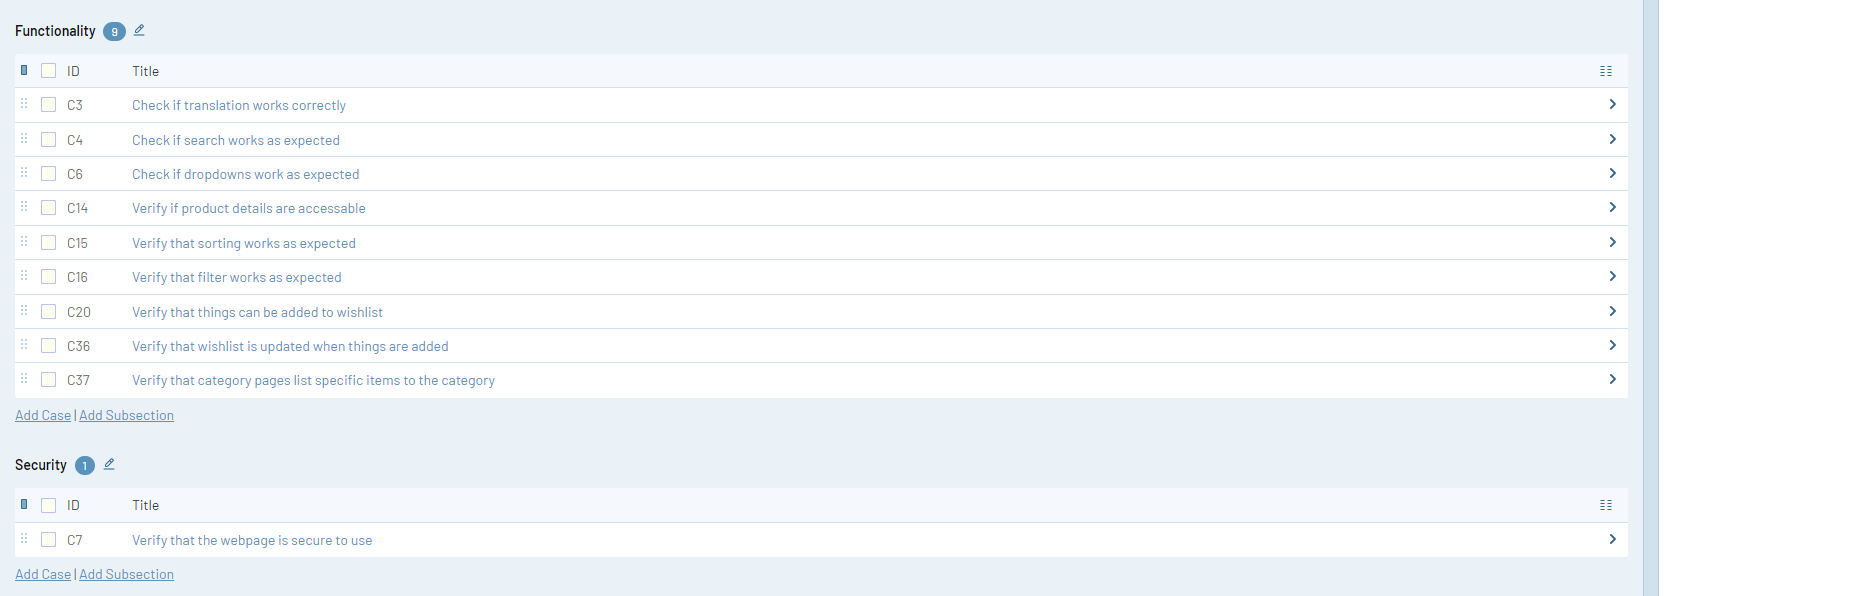 Functionality 9
ID Title
C3 Check if translation works correctly
C4 Check if search works as expected
C6 Check if dropdowns work as expected
C14 Verify if product details are accessable
C15 Verify that sorting works as expected
C16 Verify that filter works as expected
C20 Verify that things can be added to wishlist
C36 Verify that wishlist is updated when things are added
C37 Verify that category pages list specific items to the category
Add Case | Add Subsection
Security 1
ID Title
C7 Verify that the webpage is secure to use
Add Case | Add Subsection